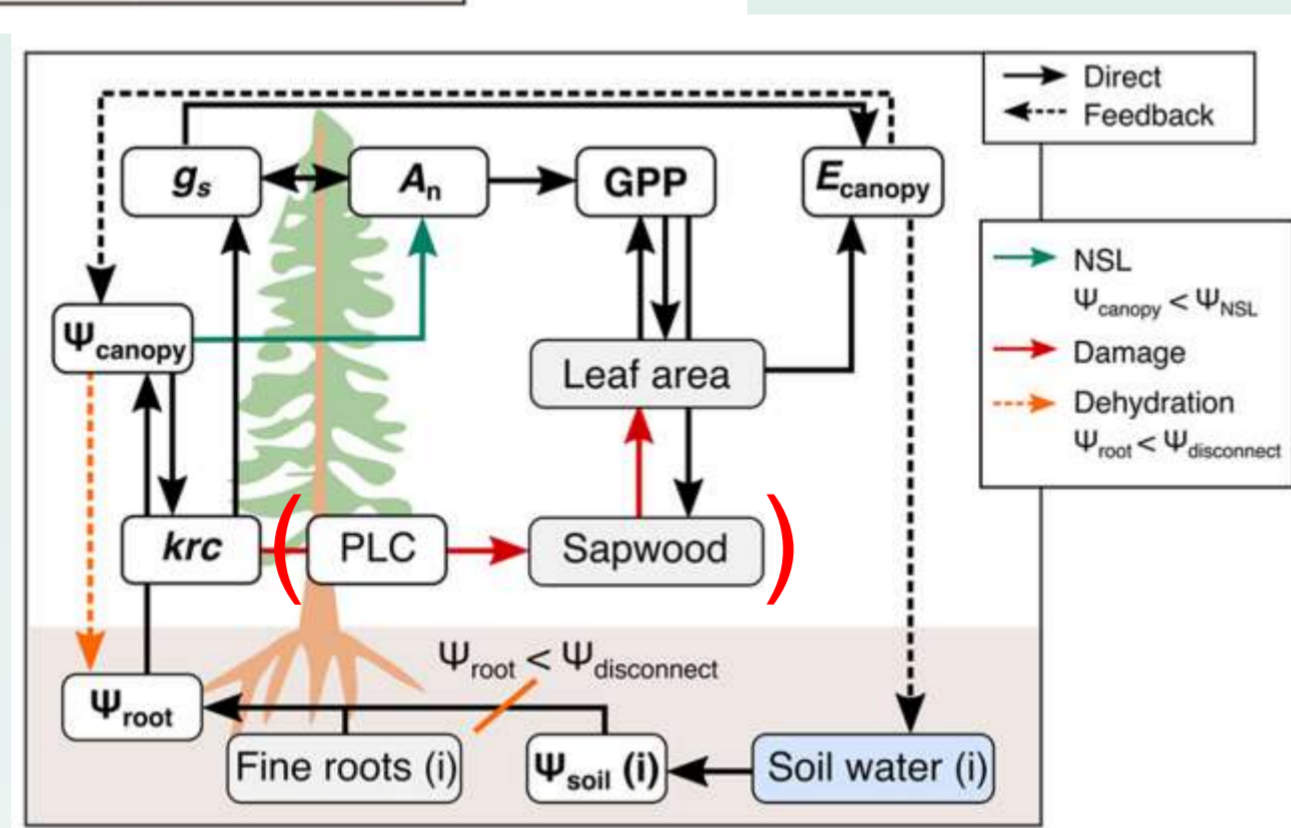 Direct
Feedback
gs
An
GPP
Ecanopy
NSL
Ψcanopy < ΨNSL
Damage
Dehydration
Ψroot < Ψdisconnect
Ψcanopy
Leaf area
krc
( PLC
Sapwood )
Ψroot < Ψdisconnect
Ψroot
Fine roots (i)
Ψsoil (i)
Soil water (i)